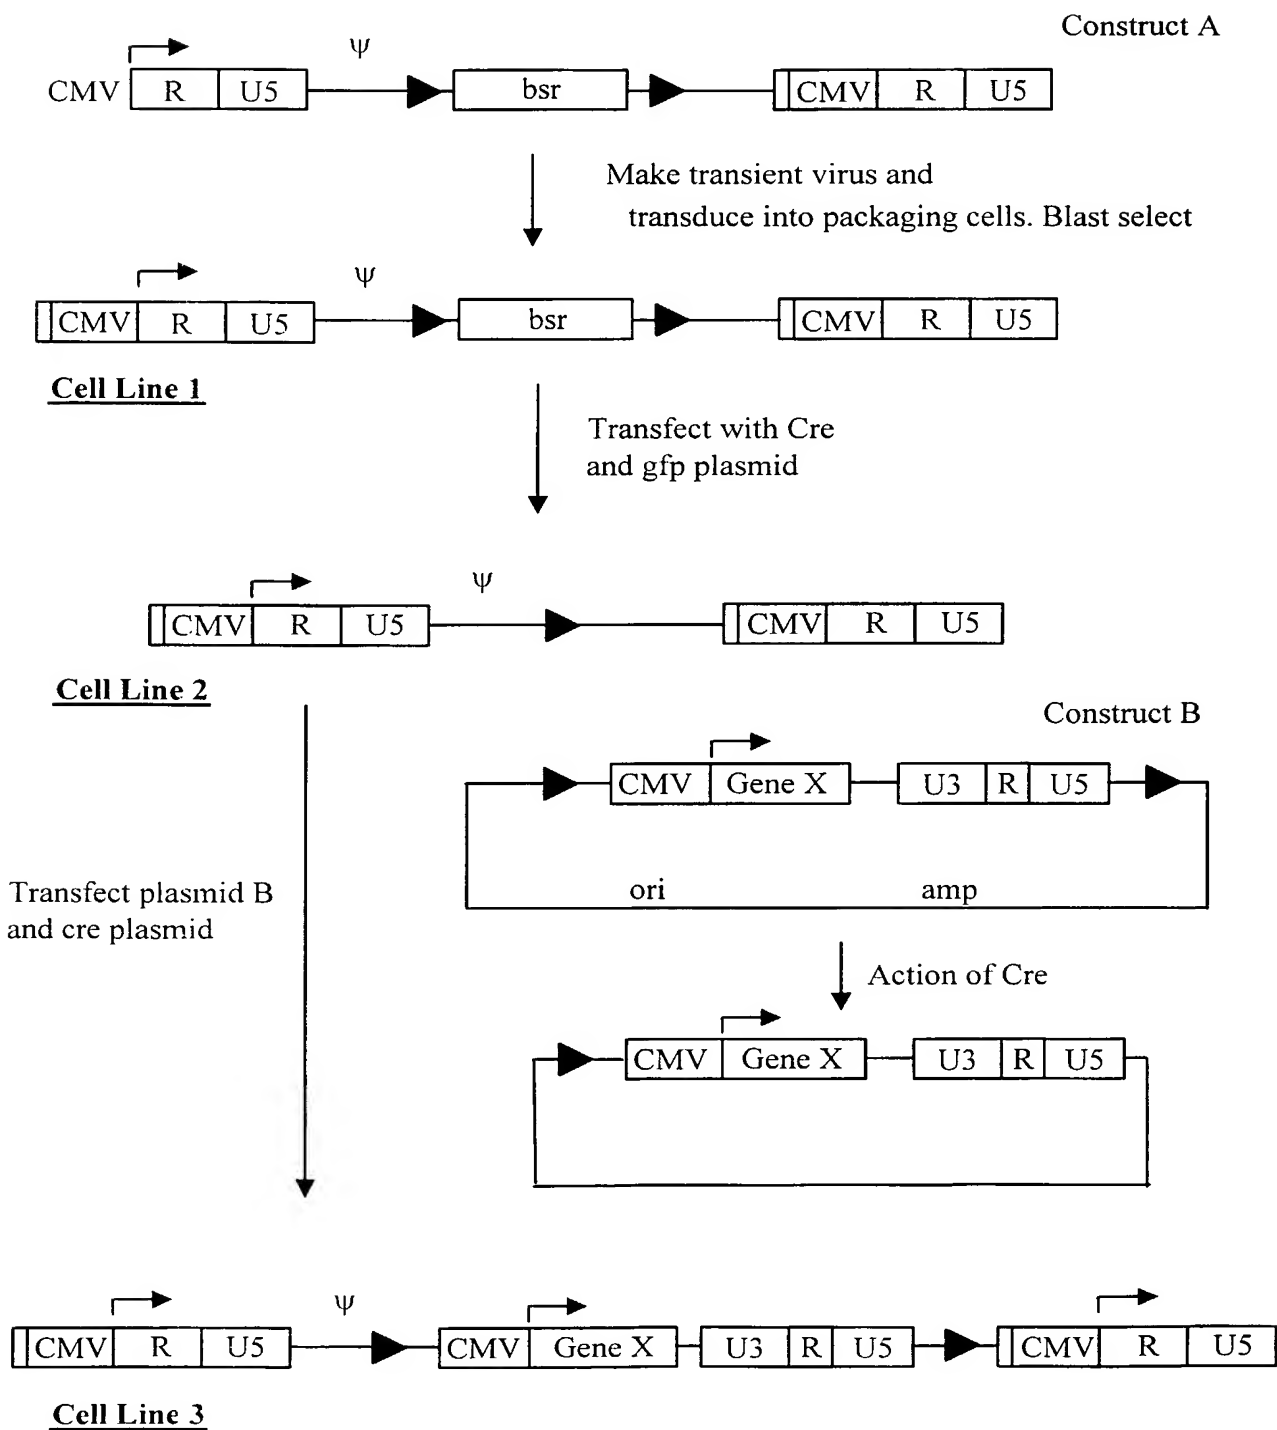 Construct A
ψ
CMV R U5 bsr CMV R U5
Make transient virus and
transduce into packaging cells. Blast select
ψ
CMV R U5 bsr CMV R U5
Cell Line 1
Transfect with Cre
and gfp plasmid
ψ
CMV R U5 CMV R U5
Cell Line 2
Construct B
CMV Gene X U3 R U5
ori amp
Transfect plasmid B
and cre plasmid
Action of Cre
CMV Gene X U3 R U5
ψ
CMV R U5 CMV Gene X U3 R U5 CMV R U5
Cell Line 3